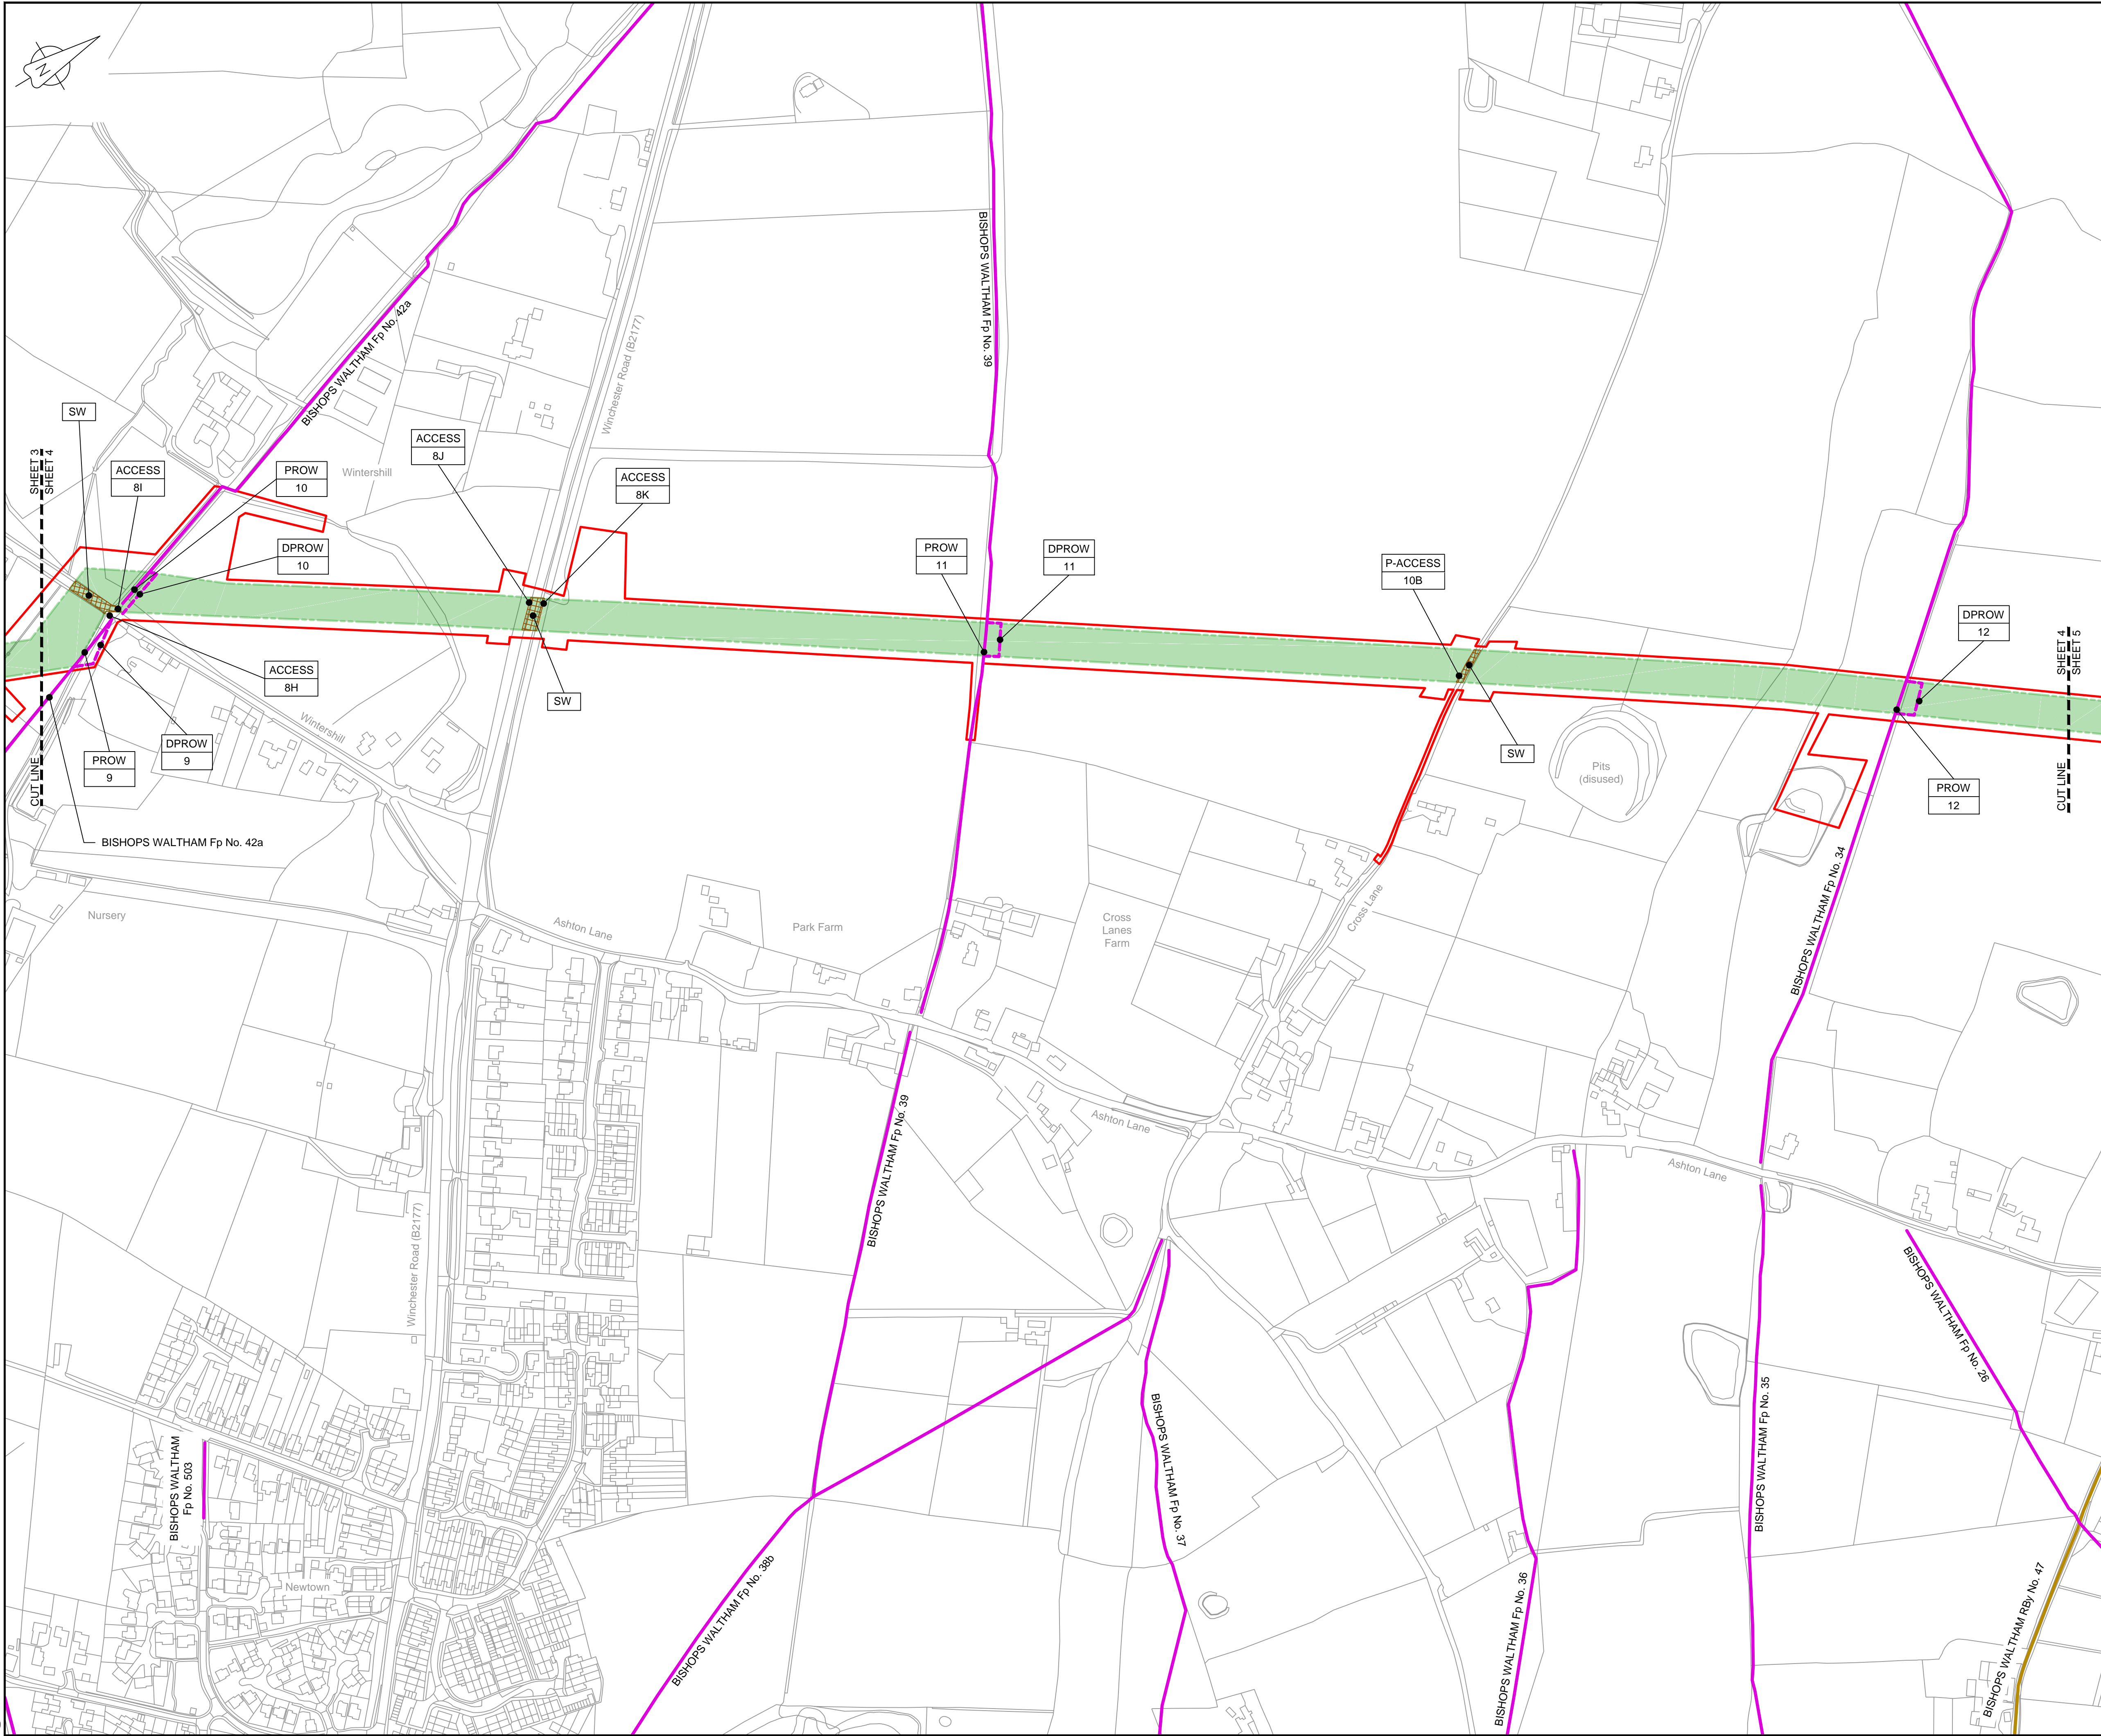 N
BISHOPS WALTHAM Fp No. 42a
Winchester Road (B2177)
BISHOPS WALTHAM Fp No. 39
SW
SHEET 3
SHEET 4
ACCESS
8I
PROW
10
Wintershill
ACCESS
8J
ACCESS
8K
DPROW
10
PROW
11
DPROW
11
P-ACCESS
10B
DPROW
12
SHEET 4
SHEET 5
ACCESS
8H
SW
Wintershill
DPROW
9
PROW
9
CUT LINE
SW
Pits
(disused)
PROW
12
CUT LINE
BISHOPS WALTHAM Fp No. 42a
Nursery
Ashton Lane
Park Farm
Cross
Lanes
Farm
Cross Lane
BISHOPS WALTHAM Fp No. 34
BISHOPS WALTHAM Fp No. 39
Ashton Lane
Ashton Lane
Winchester Road (B2177)
BISHOPS WALTHAM Fp No. 26
BISHOPS WALTHAM
Fp No. 503
BISHOPS WALTHAM Fp No. 37
BISHOPS WALTHAM Fp No. 35
Newtown
BISHOPS WALTHAM Fp No. 38b
BISHOPS WALTHAM Fp No. 36
BISHOPS WALTHAM RBy No. 47